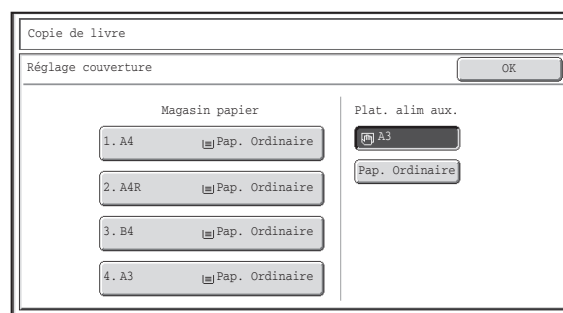 Copie de livre
Réglage couverture
OK
Magasin papier
1. A4 Pap. Ordinaire
2. A4R Pap. Ordinaire
3. B4 Pap. Ordinaire
4. A3 Pap. Ordinaire
Plat. alim aux.
A3
Pap. Ordinaire